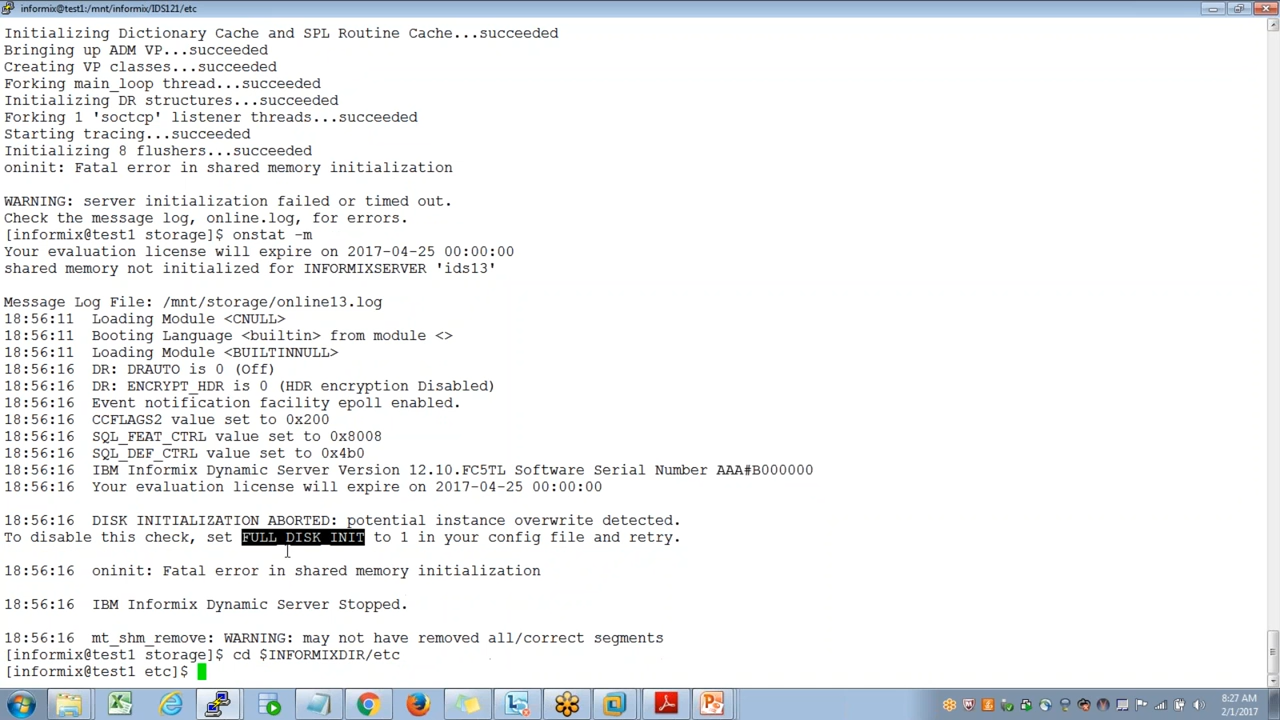 informix@test1:/mnt/informix/IDS121/etc
Initializing Dictionary Cache and SPL Routine Cache...succeeded
Bringing up ADM VP...succeeded
Creating VP classes...succeeded
Forking main_loop thread...succeeded
Initializing DR structures...succeeded
Forking 1 'soctcp' listener threads...succeeded
Starting tracing...succeeded
Initializing 8 flushers...succeeded
oninit: Fatal error in shared memory initialization
WARNING: server initialization failed or timed out.
Check the message log, online.log, for errors.
[informix@test1 storage]$ onstat -m
Your evaluation license will expire on 2017-04-25 00:00:00
shared memory not initialized for INFORMIXSERVER 'ids13'
Message Log File: /mnt/storage/online13.log
18:56:11  Loading Module <CNULL>
18:56:11  Booting Language <builtin> from module <>
18:56:11  Loading Module <BUILTINNULL>
18:56:16  DR: DRAUTO is 0 (Off)
18:56:16  DR: ENCRYPT_HDR is 0 (HDR encryption Disabled)
18:56:16  Event notification facility epoll enabled.
18:56:16  CCFLAGS2 value set to 0x200
18:56:16  SQL_FEAT_CTRL value set to 0x8008
18:56:16  SQL_DEF_CTRL value set to 0x4b0
18:56:16  IBM Informix Dynamic Server Version 12.10.FC5TL Software Serial Number AAA#B000000
18:56:16  Your evaluation license will expire on 2017-04-25 00:00:00
18:56:16  DISK INITIALIZATION ABORTED: potential instance overwrite detected.
To disable this check, set FULL_DISK_INIT to 1 in your config file and retry.
18:56:16  oninit: Fatal error in shared memory initialization
18:56:16  IBM Informix Dynamic Server Stopped.
18:56:16  mt_shm_remove: WARNING: may not have removed all/correct segments
[informix@test1 storage]$ cd $INFORMIXDIR/etc
[informix@test1 etc]$
8:27 AM
2/1/2017